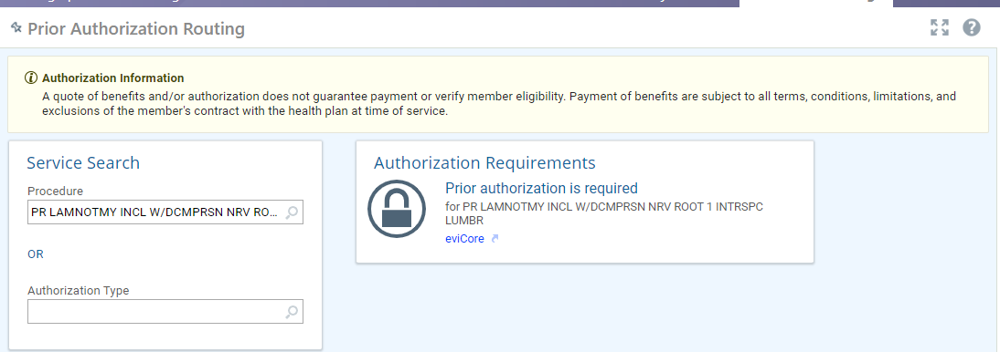 Prior Authorization Routing
Authorization Information
A quote of benefits and/or authorization does not guarantee payment or verify member eligibility. Payment of benefits are subject to all terms, conditions, limitations, and
exclusions of the member's contract with the health plan at time of service.
Service Search
Procedure
PR LAMNOTMY INCL W/DCMPRSN NRV RO...
OR
Authorization Type
Authorization Requirements
Prior authorization is required
for PR LAMNOTMY INCL W/DCMPRSN NRV ROOT 1 INTRSPC
LUMBR
eviCore